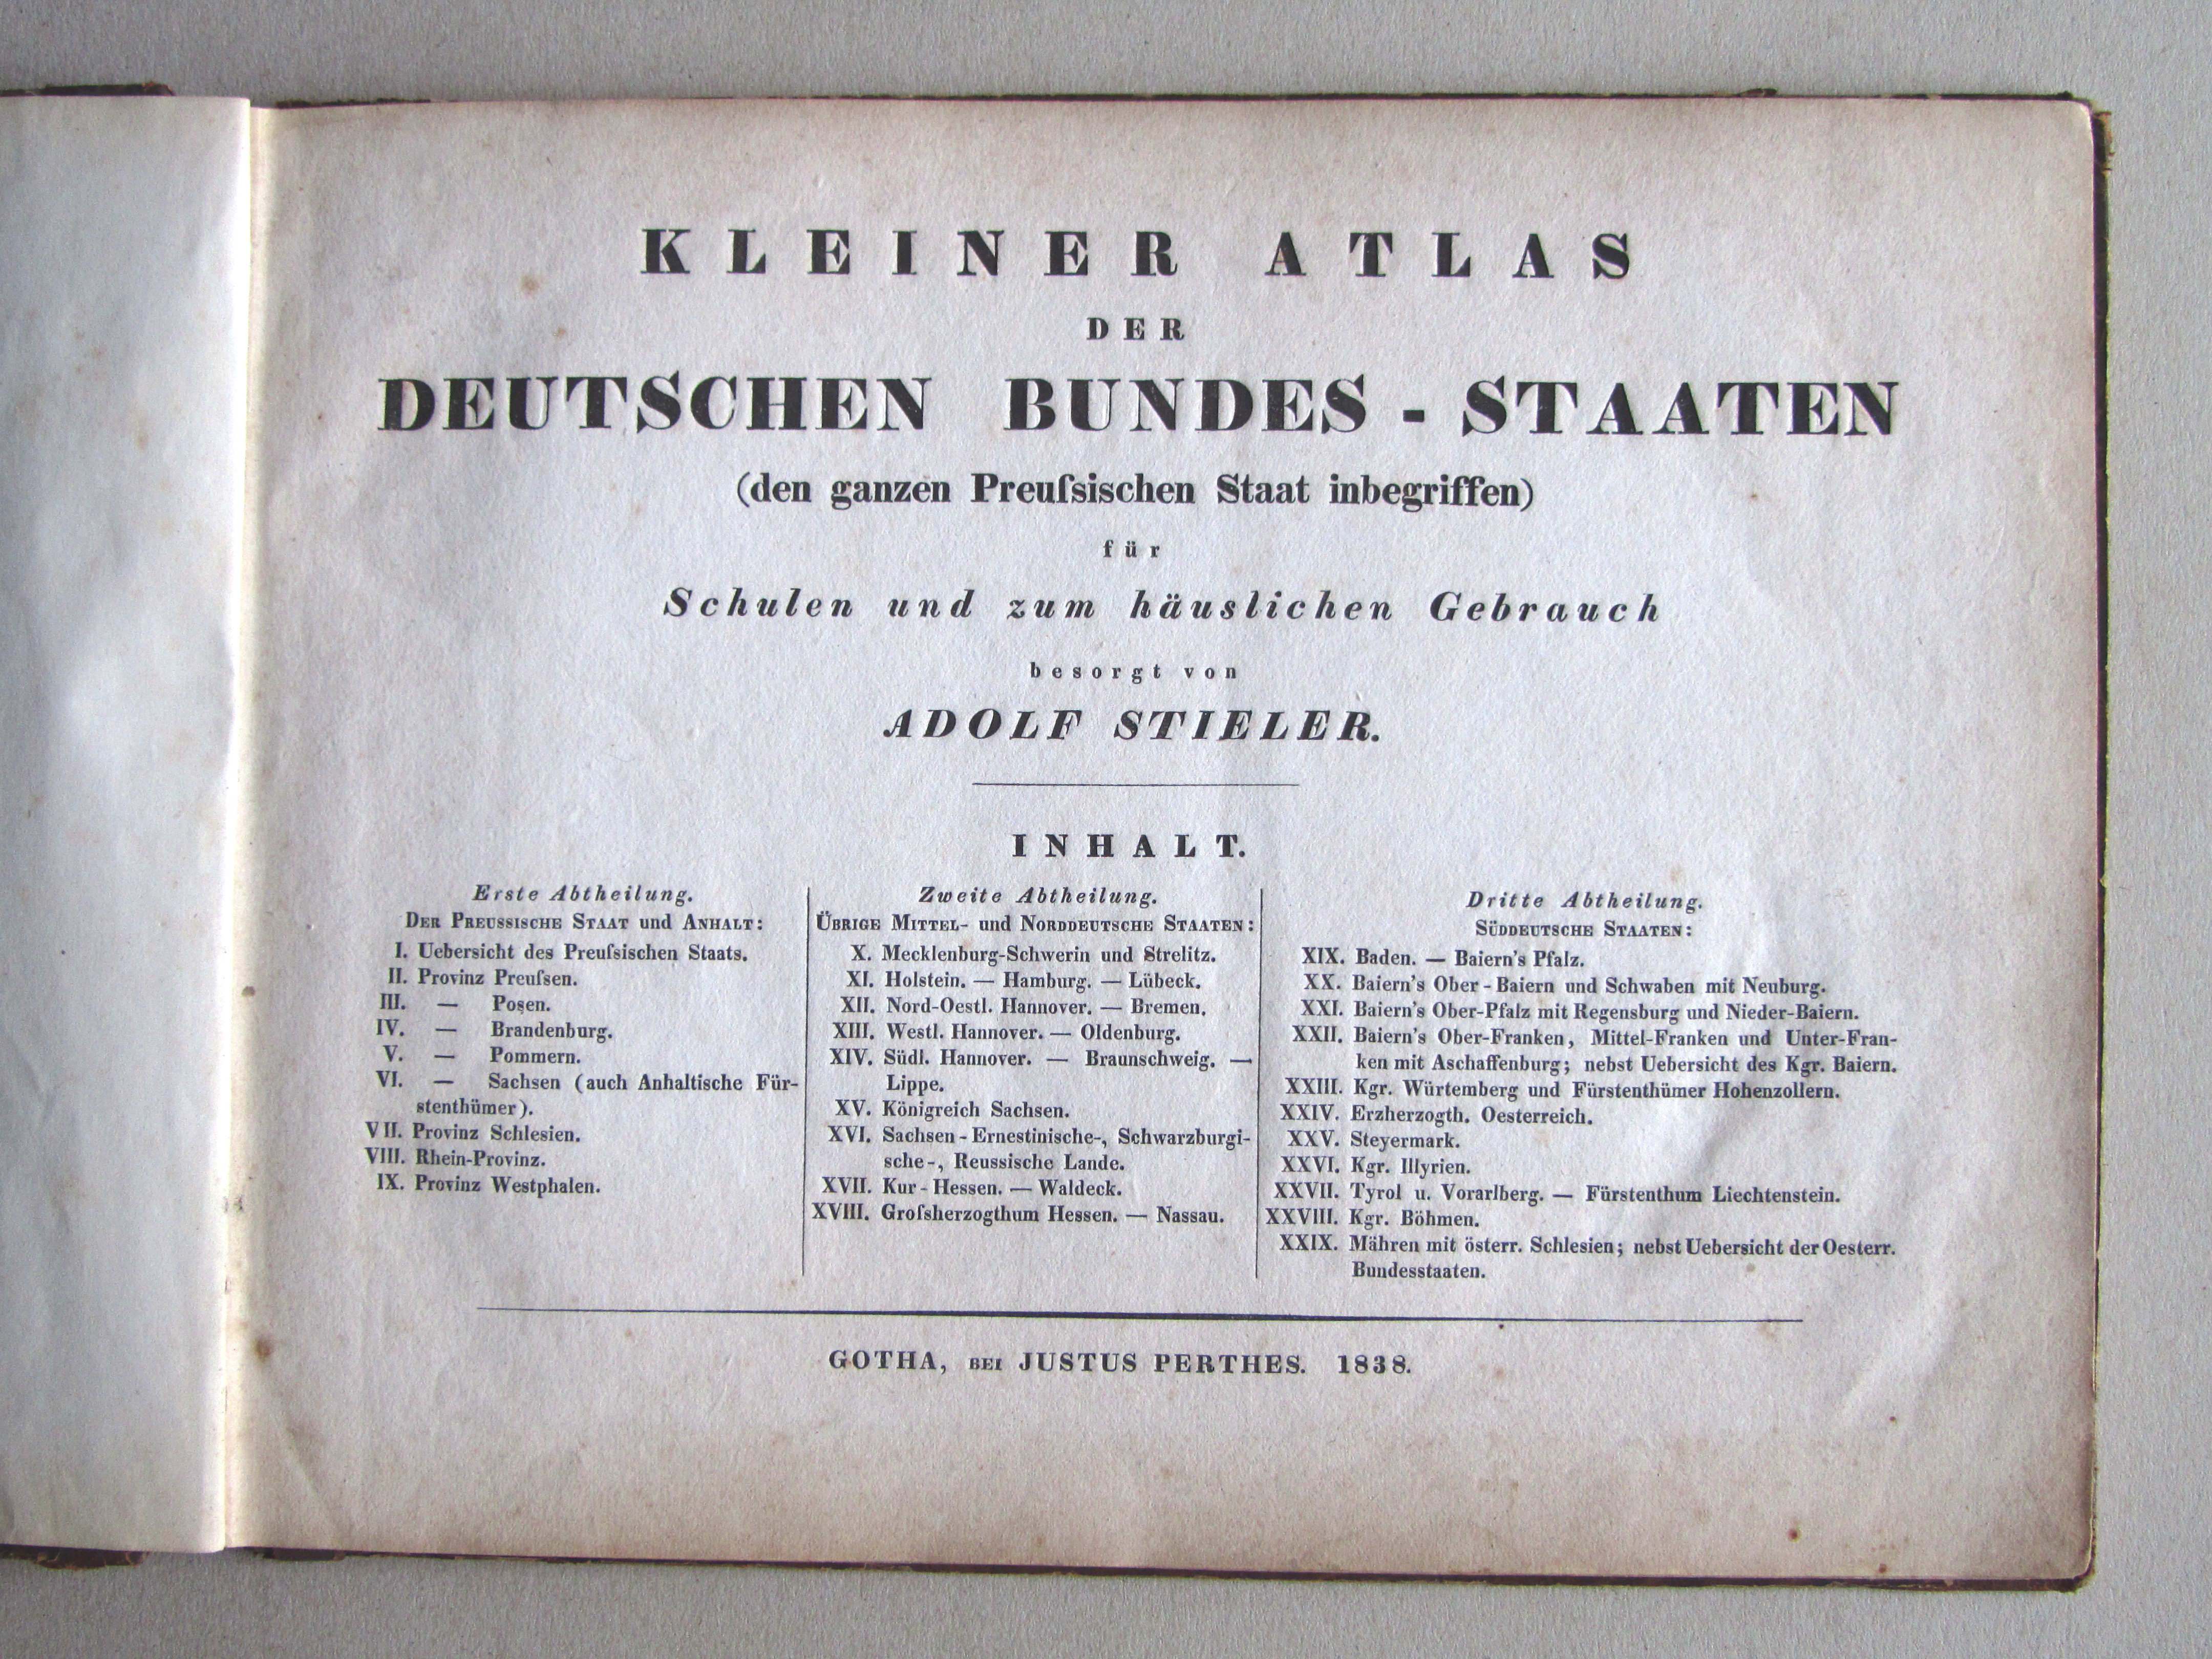 KLEINER ATLAS
DER
DEUTSCHEN BUNDES - STAATEN
(den ganzen Preuſsischen Staat inbegriffen)
für
Schulen und zum häuslichen Gebrauch
besorgt von
ADOLF STIELER.
INHALT.
Erste Abtheilung.
DER PREUSSISCHE STAAT und ANHALT:
I. Uebersicht des Preuſsischen Staats.
II. Provinz Preuſsen.
III. — Posen.
IV. — Brandenburg.
V. — Pommern.
VI. — Sachsen (auch Anhaltische Für-
stenthümer).
VII. Provinz Schlesien.
VIII. Rhein-Provinz.
IX. Provinz Westphalen.
Zweite Abtheilung.
ÜBRIGE MITTEL- und NORDDEUTSCHE STAATEN:
X. Mecklenburg-Schwerin und Strelitz.
XI. Holstein. — Hamburg. — Lübeck.
XII. Nord-Oestl. Hannover. — Bremen.
XIII. Westl. Hannover. — Oldenburg.
XIV. Südl. Hannover. — Braunschweig. —
Lippe.
XV. Königreich Sachsen.
XVI. Sachsen-Ernestinische-, Schwarzburgi-
sche-, Reussische Lande.
XVII. Kur-Hessen. — Waldeck.
XVIII. Groſsherzogthum Hessen. — Nassau.
Dritte Abtheilung.
SÜDDEUTSCHE STAATEN:
XIX. Baden. — Baiern's Pfalz.
XX. Baiern's Ober-Baiern und Schwaben mit Neuburg.
XXI. Baiern's Ober-Pfalz mit Regensburg und Nieder-Baiern.
XXII. Baiern's Ober-Franken, Mittel-Franken und Unter-Fran-
ken mit Aschaffenburg; nebst Uebersicht des Kgr. Baiern.
XXIII. Kgr. Würtemberg und Fürstenthümer Hohenzollern.
XXIV. Erzherzogth. Oesterreich.
XXV. Steyermark.
XXVI. Kgr. Illyrien.
XXVII. Tyrol u. Vorarlberg. — Fürstenthum Liechtenstein.
XXVIII. Kgr. Böhmen.
XXIX. Mähren mit österr. Schlesien; nebst Uebersicht der Oesterr.
Bundesstaaten.
GOTHA, BEI JUSTUS PERTHES. 1838.